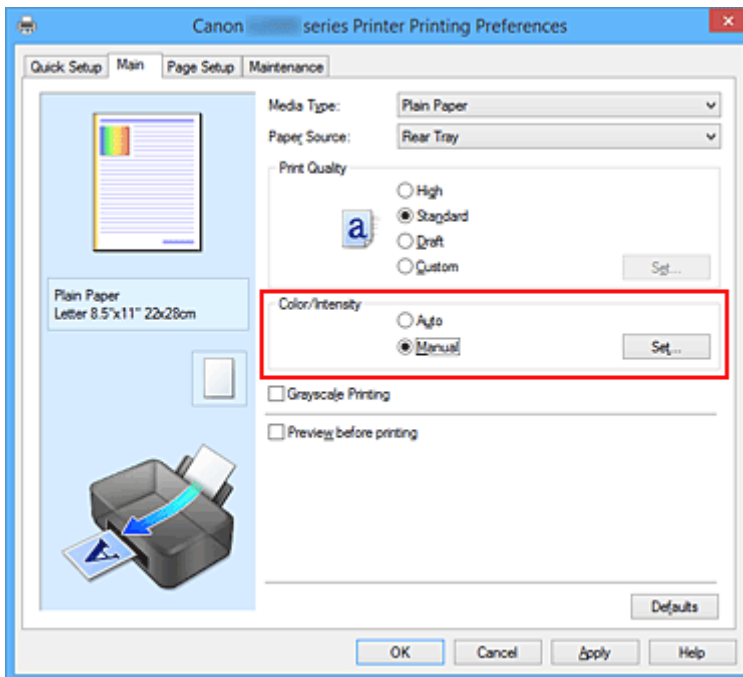 Canon series Printer Printing Preferences
Quick Setup Main Page Setup Maintenance
Media Type: Plain Paper
Paper Source: Rear Tray
Print Quality
High
a
Standard
Draft
Custom Set...
Plain Paper
Letter 8.5"x11" 22x28cm
Color/Intensity
Auto
Manual Set...
Grayscale Printing
Preview before printing
A
Defaults
OK Cancel Apply Help